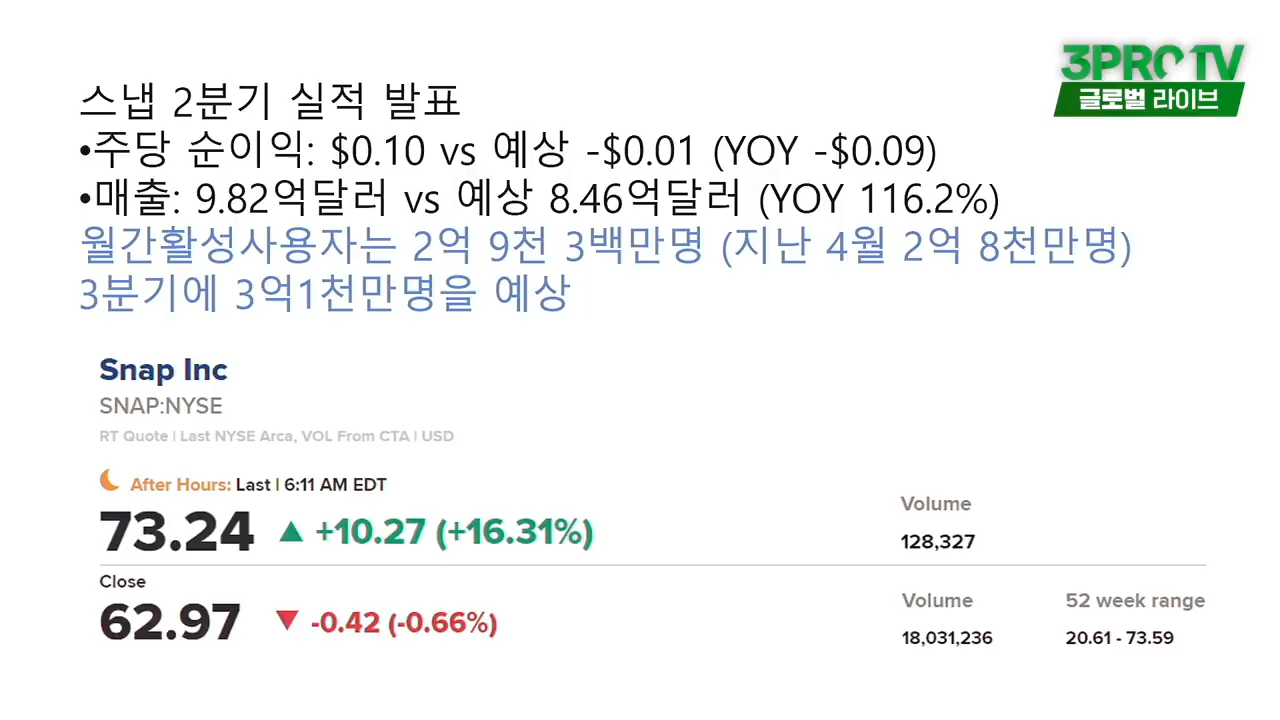 3PRO TV
글로벌 라이브
스냅 2분기 실적 발표
•주당 순이익: $0.10 vs 예상 -$0.01 (YOY -$0.09)
•매출: 9.82억달러 vs 예상 8.46억달러 (YOY 116.2%)
월간활성사용자는 2억 9천 3백만명 (지난 4월 2억 8천만명)
3분기에 3억1천만명을 예상
Snap Inc
SNAP:NYSE
RT Quote | Last NYSE Arca, VOL From CTA | USD
After Hours: Last | 6:11 AM EDT
73.24 ▲ +10.27 (+16.31%)
Volume
128,327
Close
62.97 ▼ -0.42 (-0.66%)
Volume
18,031,236
52 week range
20.61 - 73.59